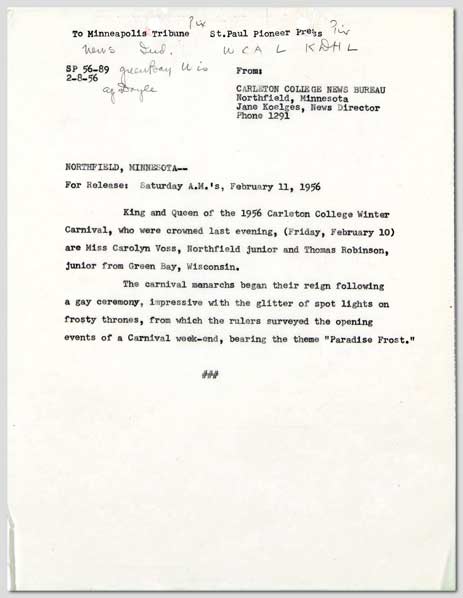 Pix Pix
To Minneapolis Tribune St.Paul Pioneer Press
News Ind. W C A L K D H L
SP 56-89 Green Bay Wis
2-8-56
From:
CARLETON COLLEGE NEWS BUREAU
Northfield, Minnesota
Jane Koelges, News Director
Phone 1291
NORTHFIELD, MINNESOTA--
For Release: Saturday A.M.'s, February 11, 1956
King and Queen of the 1956 Carleton College Winter
Carnival, who were crowned last evening, (Friday, February 10)
are Miss Carolyn Voss, Northfield junior and Thomas Robinson,
junior from Green Bay, Wisconsin.
The carnival monarchs began their reign following
a gay ceremony, impressive with the glitter of spot lights on
frosty thrones, from which the rulers surveyed the opening
events of a Carnival week-end, bearing the theme "Paradise Frost."
###